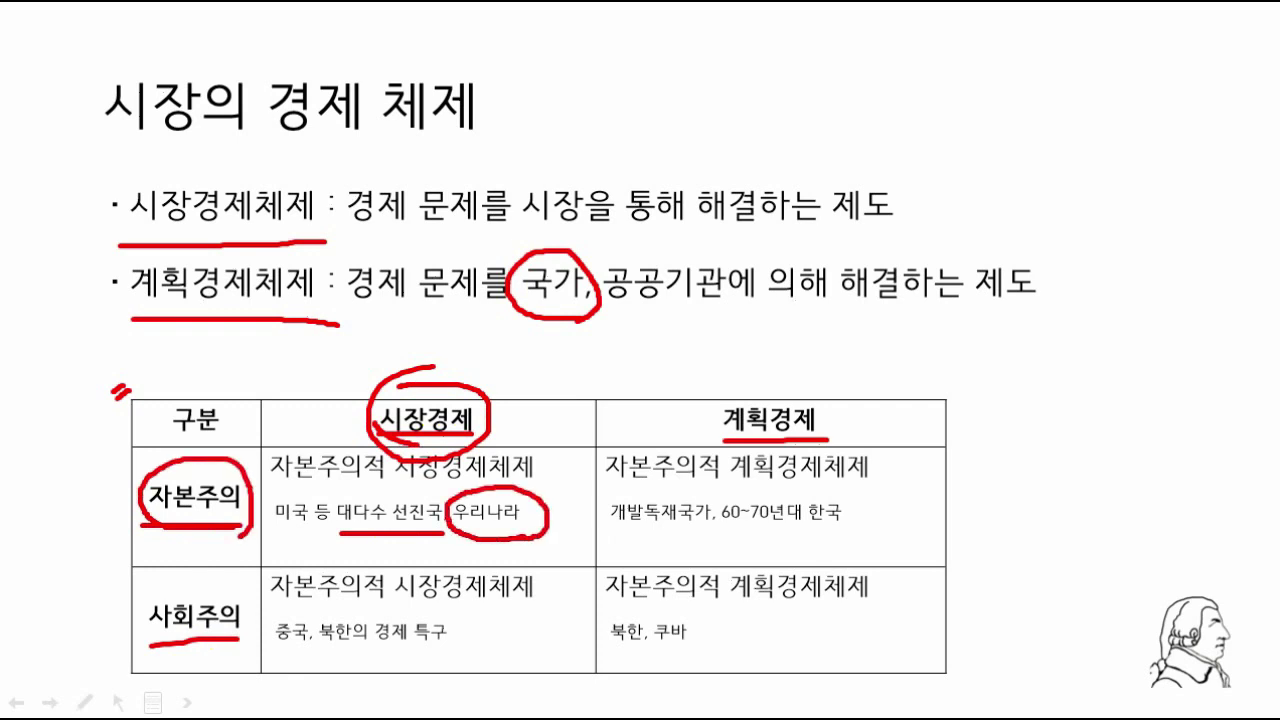 시장의 경제 체제
· 시장경제체제 : 경제 문제를 시장을 통해 해결하는 제도
· 계획경제체제 : 경제 문제를 국가, 공공기관에 의해 해결하는 제도
구분 시장경제 계획경제
자본주의 자본주의적 시장경제체제 자본주의적 계획경제체제
미국 등 대다수 선진국, 우리나라 개발독재국가, 60~70년대 한국
사회주의 자본주의적 시장경제체제 자본주의적 계획경제체제
중국, 북한의 경제 특구 북한, 쿠바